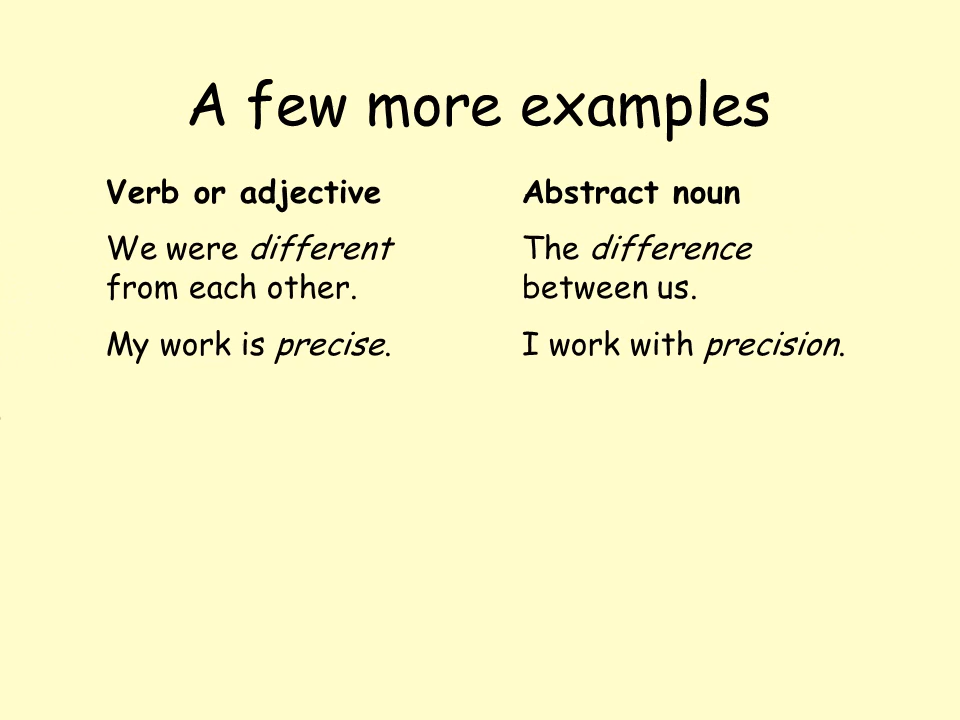 A few more examples
Verb or adjective
Abstract noun
We were different
from each other.
The difference
between us.
My work is precise.
I work with precision.